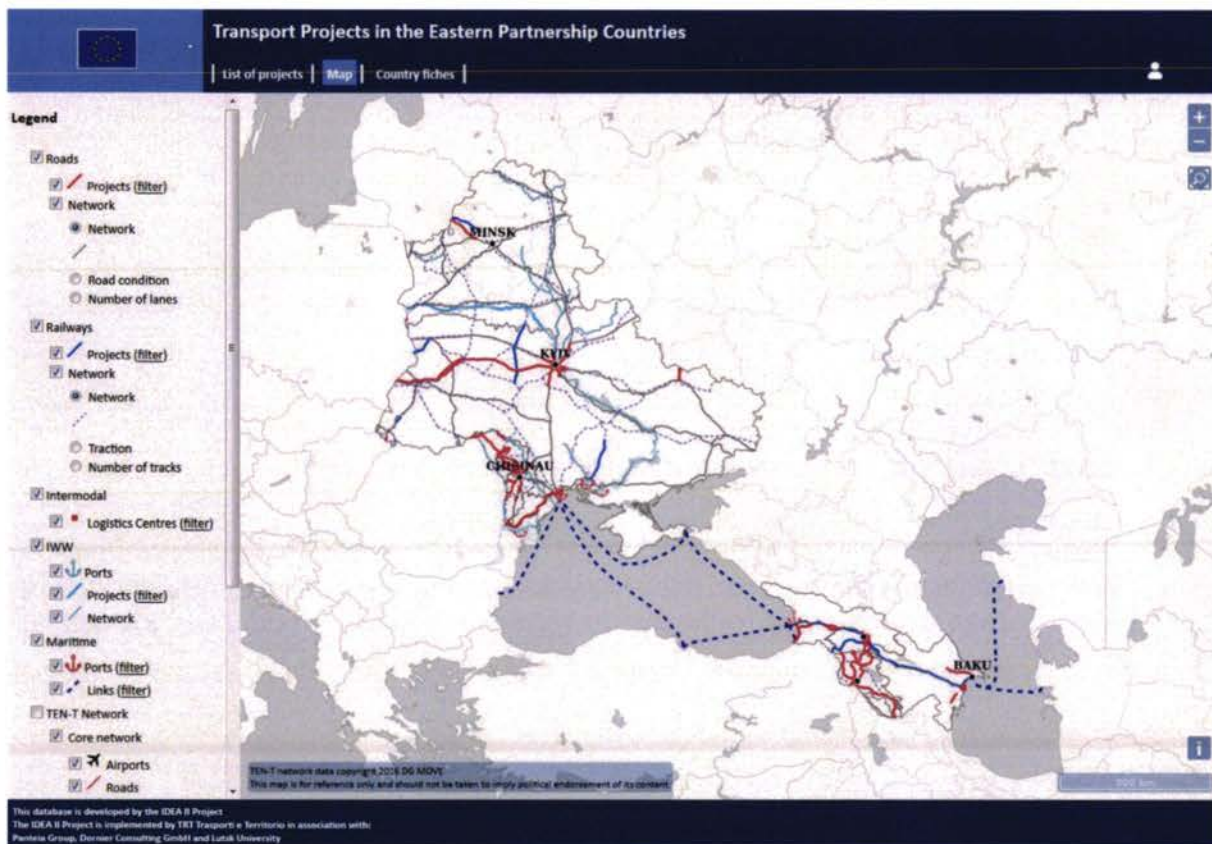 Transport Projects in the Eastern Partnership Countries
List of projects
Map
Country fiches
Legend
Roads
Projects (filter)
Network
Network
Road condition
Number of lanes
Railways
Projects (filter)
Network
Network
Traction
Number of tracks
Intermodal
Logistics Centres (filter)
IWW
Ports
Projects (filter)
Network
Maritime
Ports (filter)
Links (filter)
TEN-T Network
Core network
Airports
Roads
MINSK
KYIV
CHISINAU
BAKU
+
−
i
TEN-T network data copyright 2016 DG MOVE
This map is for reference only and should not be taken to imply political endorsement of its content
This database is developed by the IDEA II Project
The IDEA II Project is implemented by TRT Trasporti e Territorio in association with:
Panteia Group, Dornier Consulting GmbH and Lutsk University